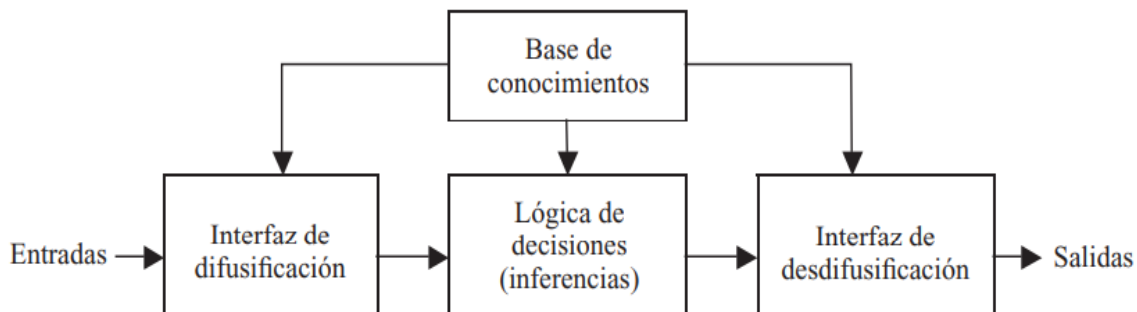 Base de
conocimientos
Entradas
Interfaz de
difusificación
Lógica de
decisiones
(inferencias)
Interfaz de
desdifusificación
Salidas